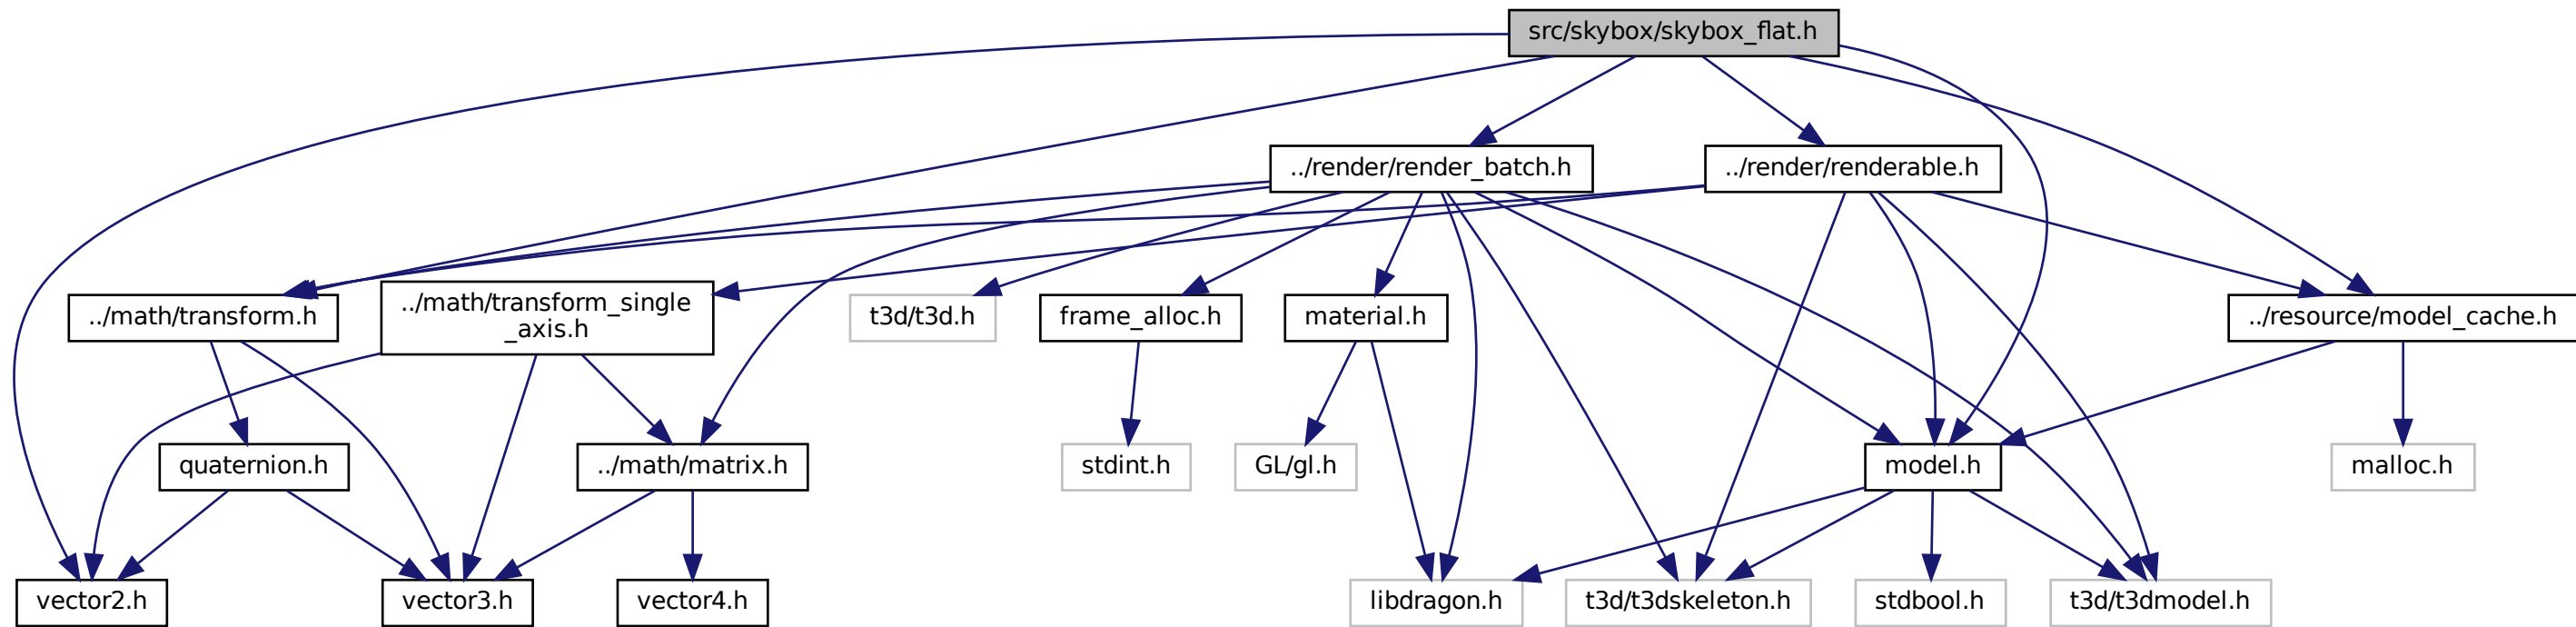 src/skybox/skybox_flat.h
../render/render_batch.h
../render/renderable.h
../math/transform.h
../math/transform_single
_axis.h
t3d/t3d.h
frame_alloc.h
material.h
../resource/model_cache.h
quaternion.h
../math/matrix.h
stdint.h
GL/gl.h
model.h
malloc.h
vector2.h
vector3.h
vector4.h
libdragon.h
t3d/t3dskeleton.h
stdbool.h
t3d/t3dmodel.h